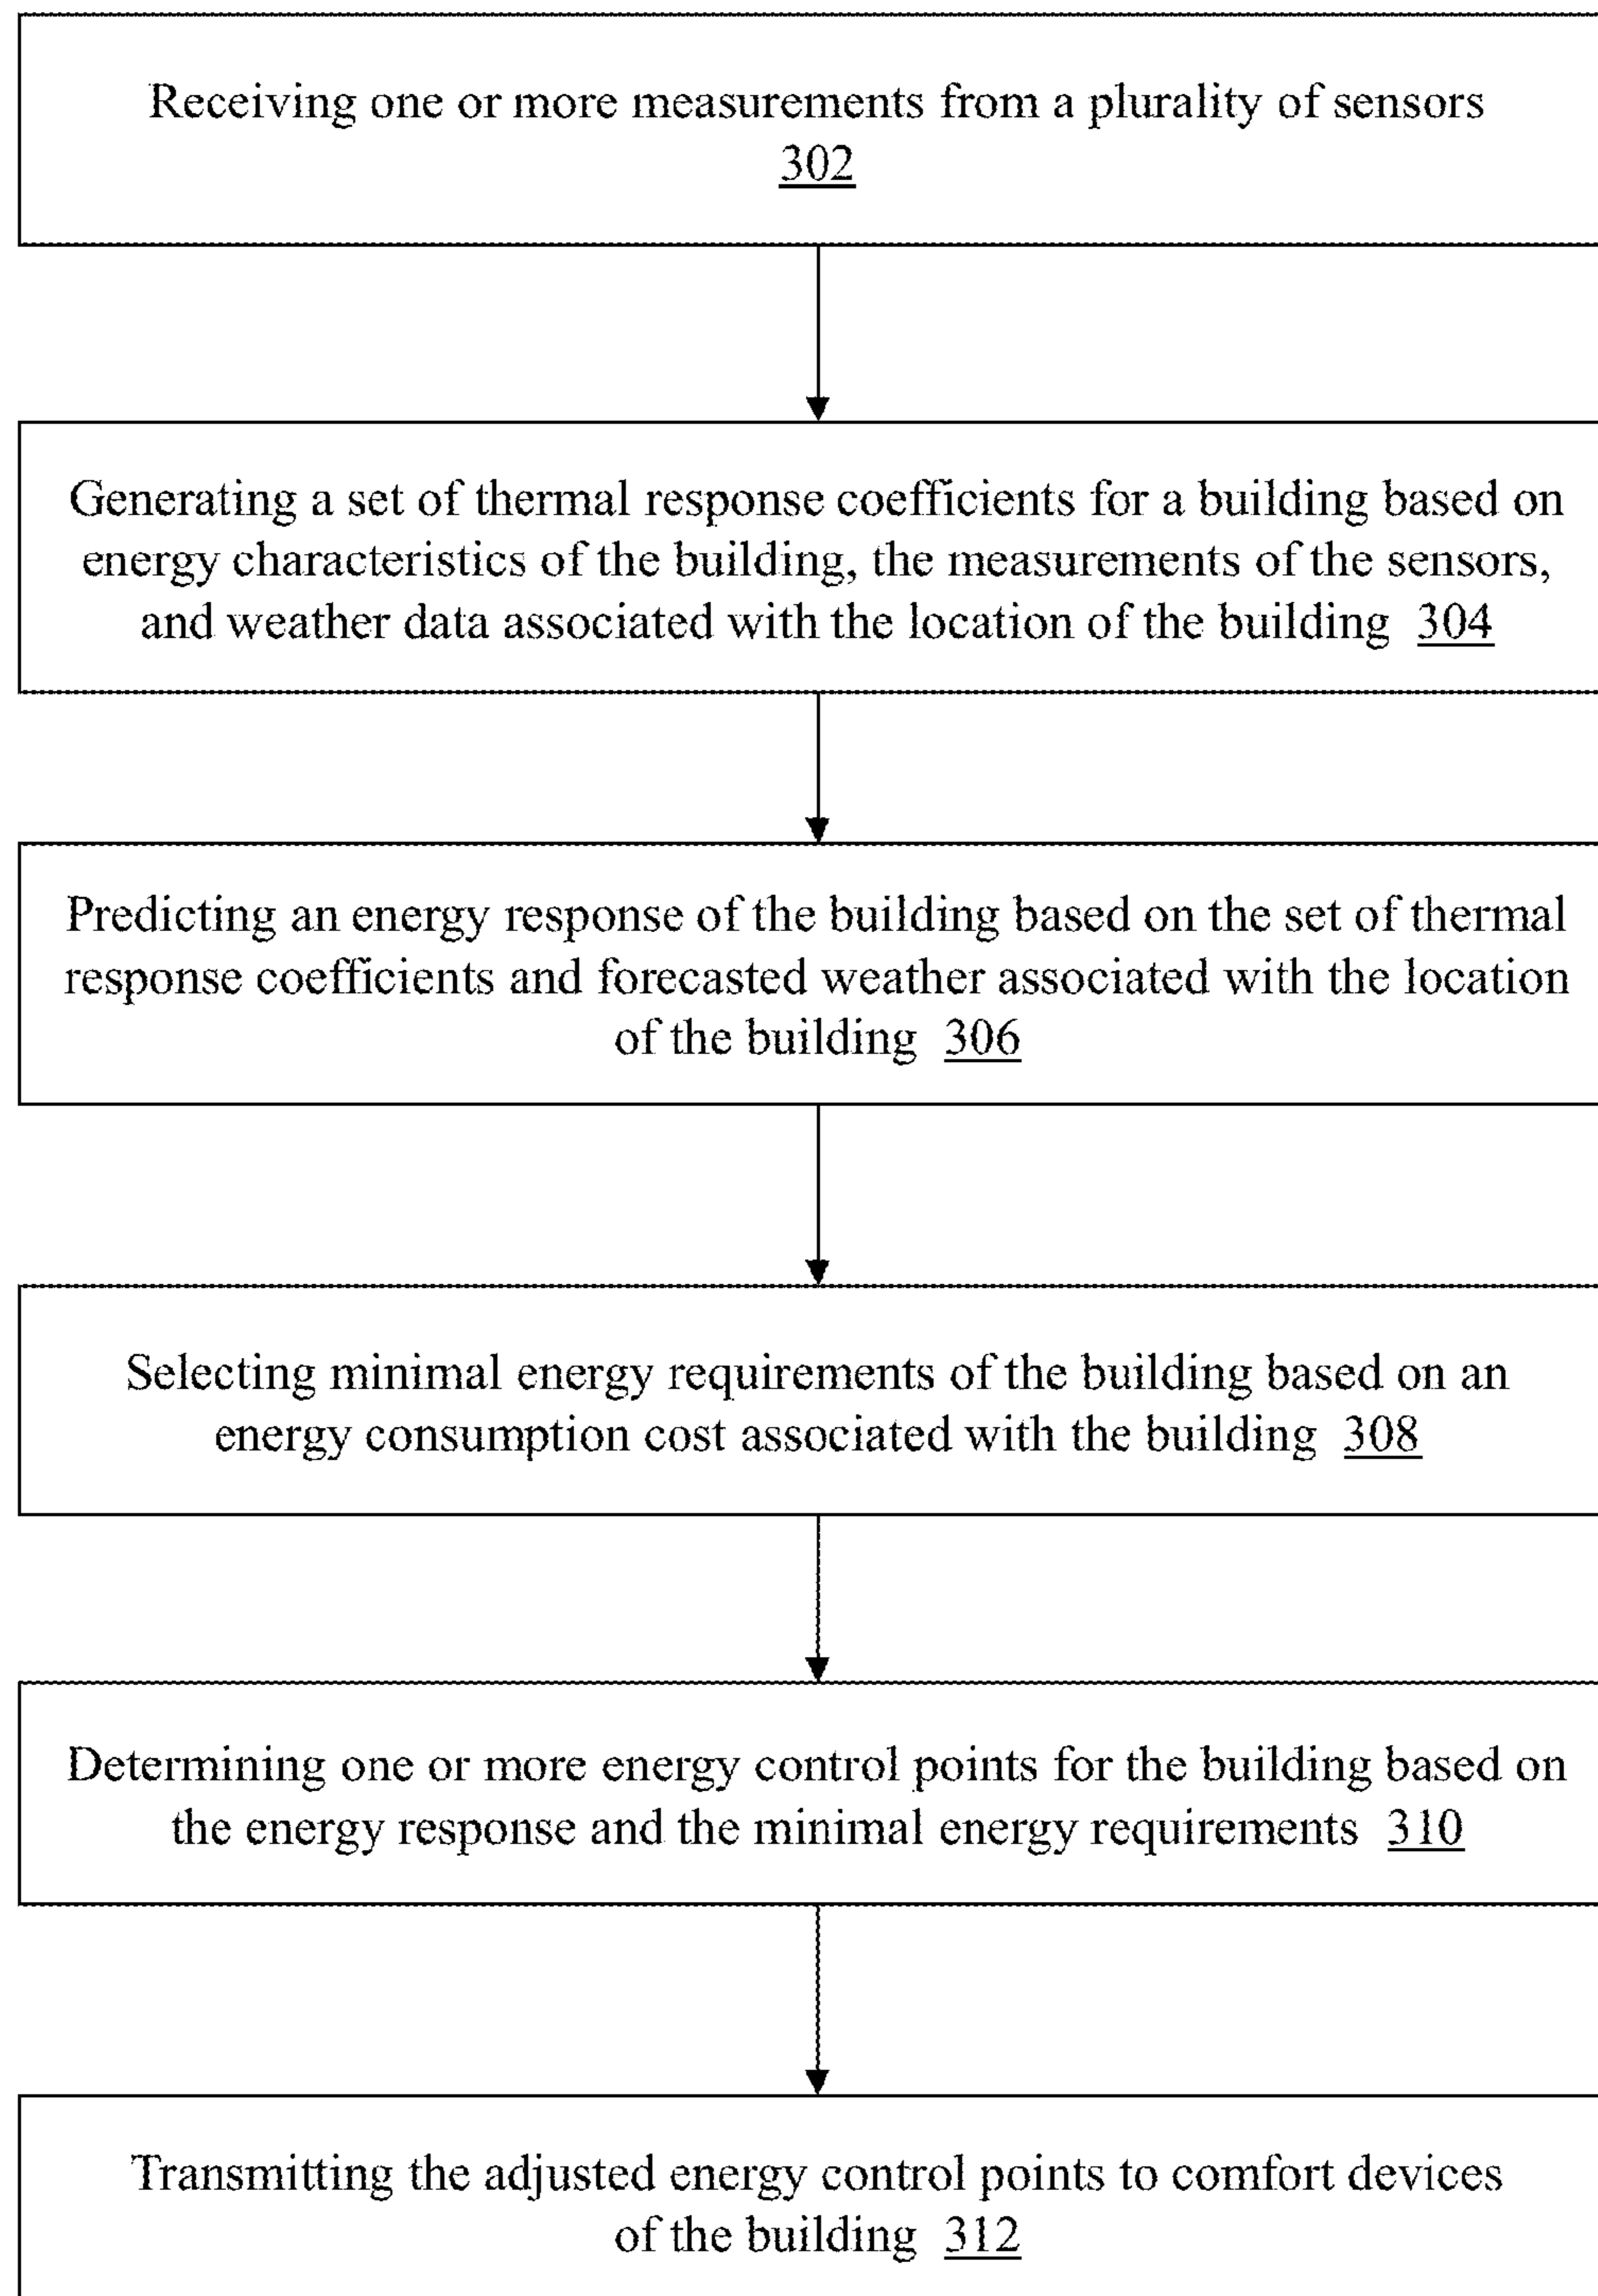 Receiving one or more measurements from a plurality of sensors
302
Generating a set of thermal response coefficients for a building based on
energy characteristics of the building, the measurements of the sensors,
and weather data associated with the location of the building 304
Predicting an energy response of the building based on the set of thermal
response coefficients and forecasted weather associated with the location
of the building 306
Selecting minimal energy requirements of the building based on an
energy consumption cost associated with the building 308
Determining one or more energy control points for the building based on
the energy response and the minimal energy requirements 310
Transmitting the adjusted energy control points to comfort devices
of the building 312